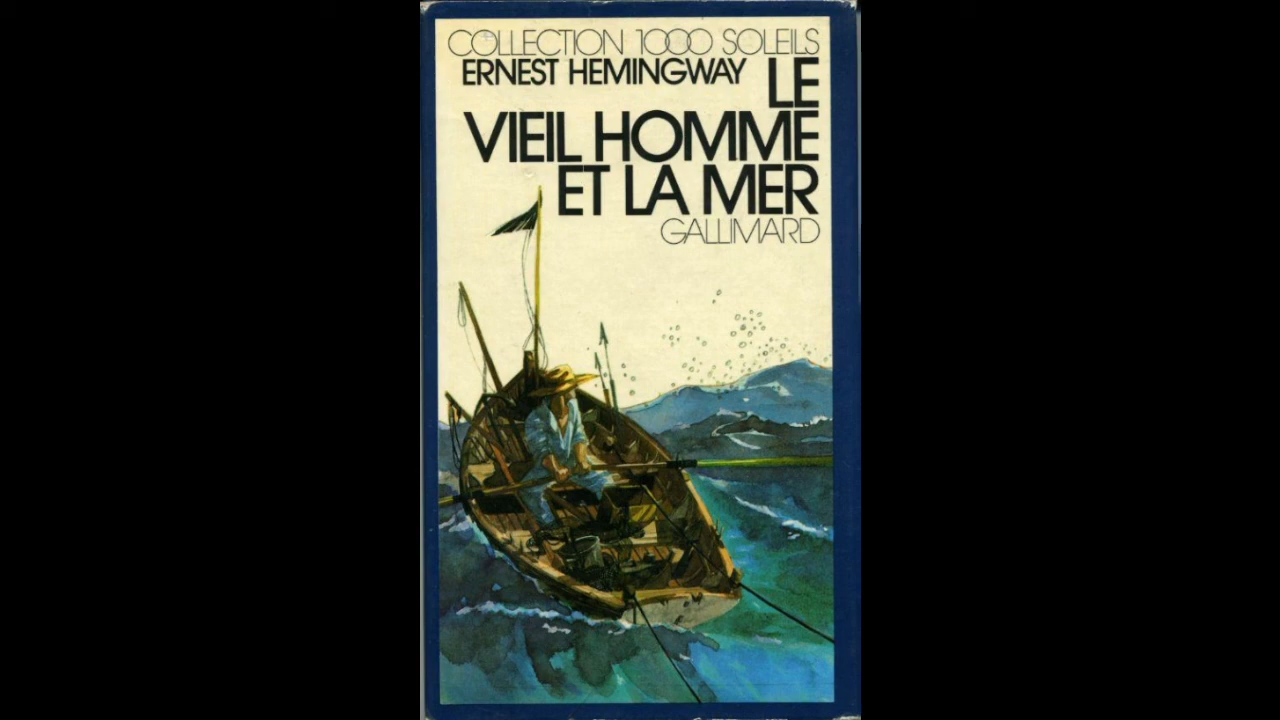 COLLECTION 1000 SOLEILS
ERNEST HEMINGWAY LE
VIEIL HOMME
ET LA MER
GALLIMARD